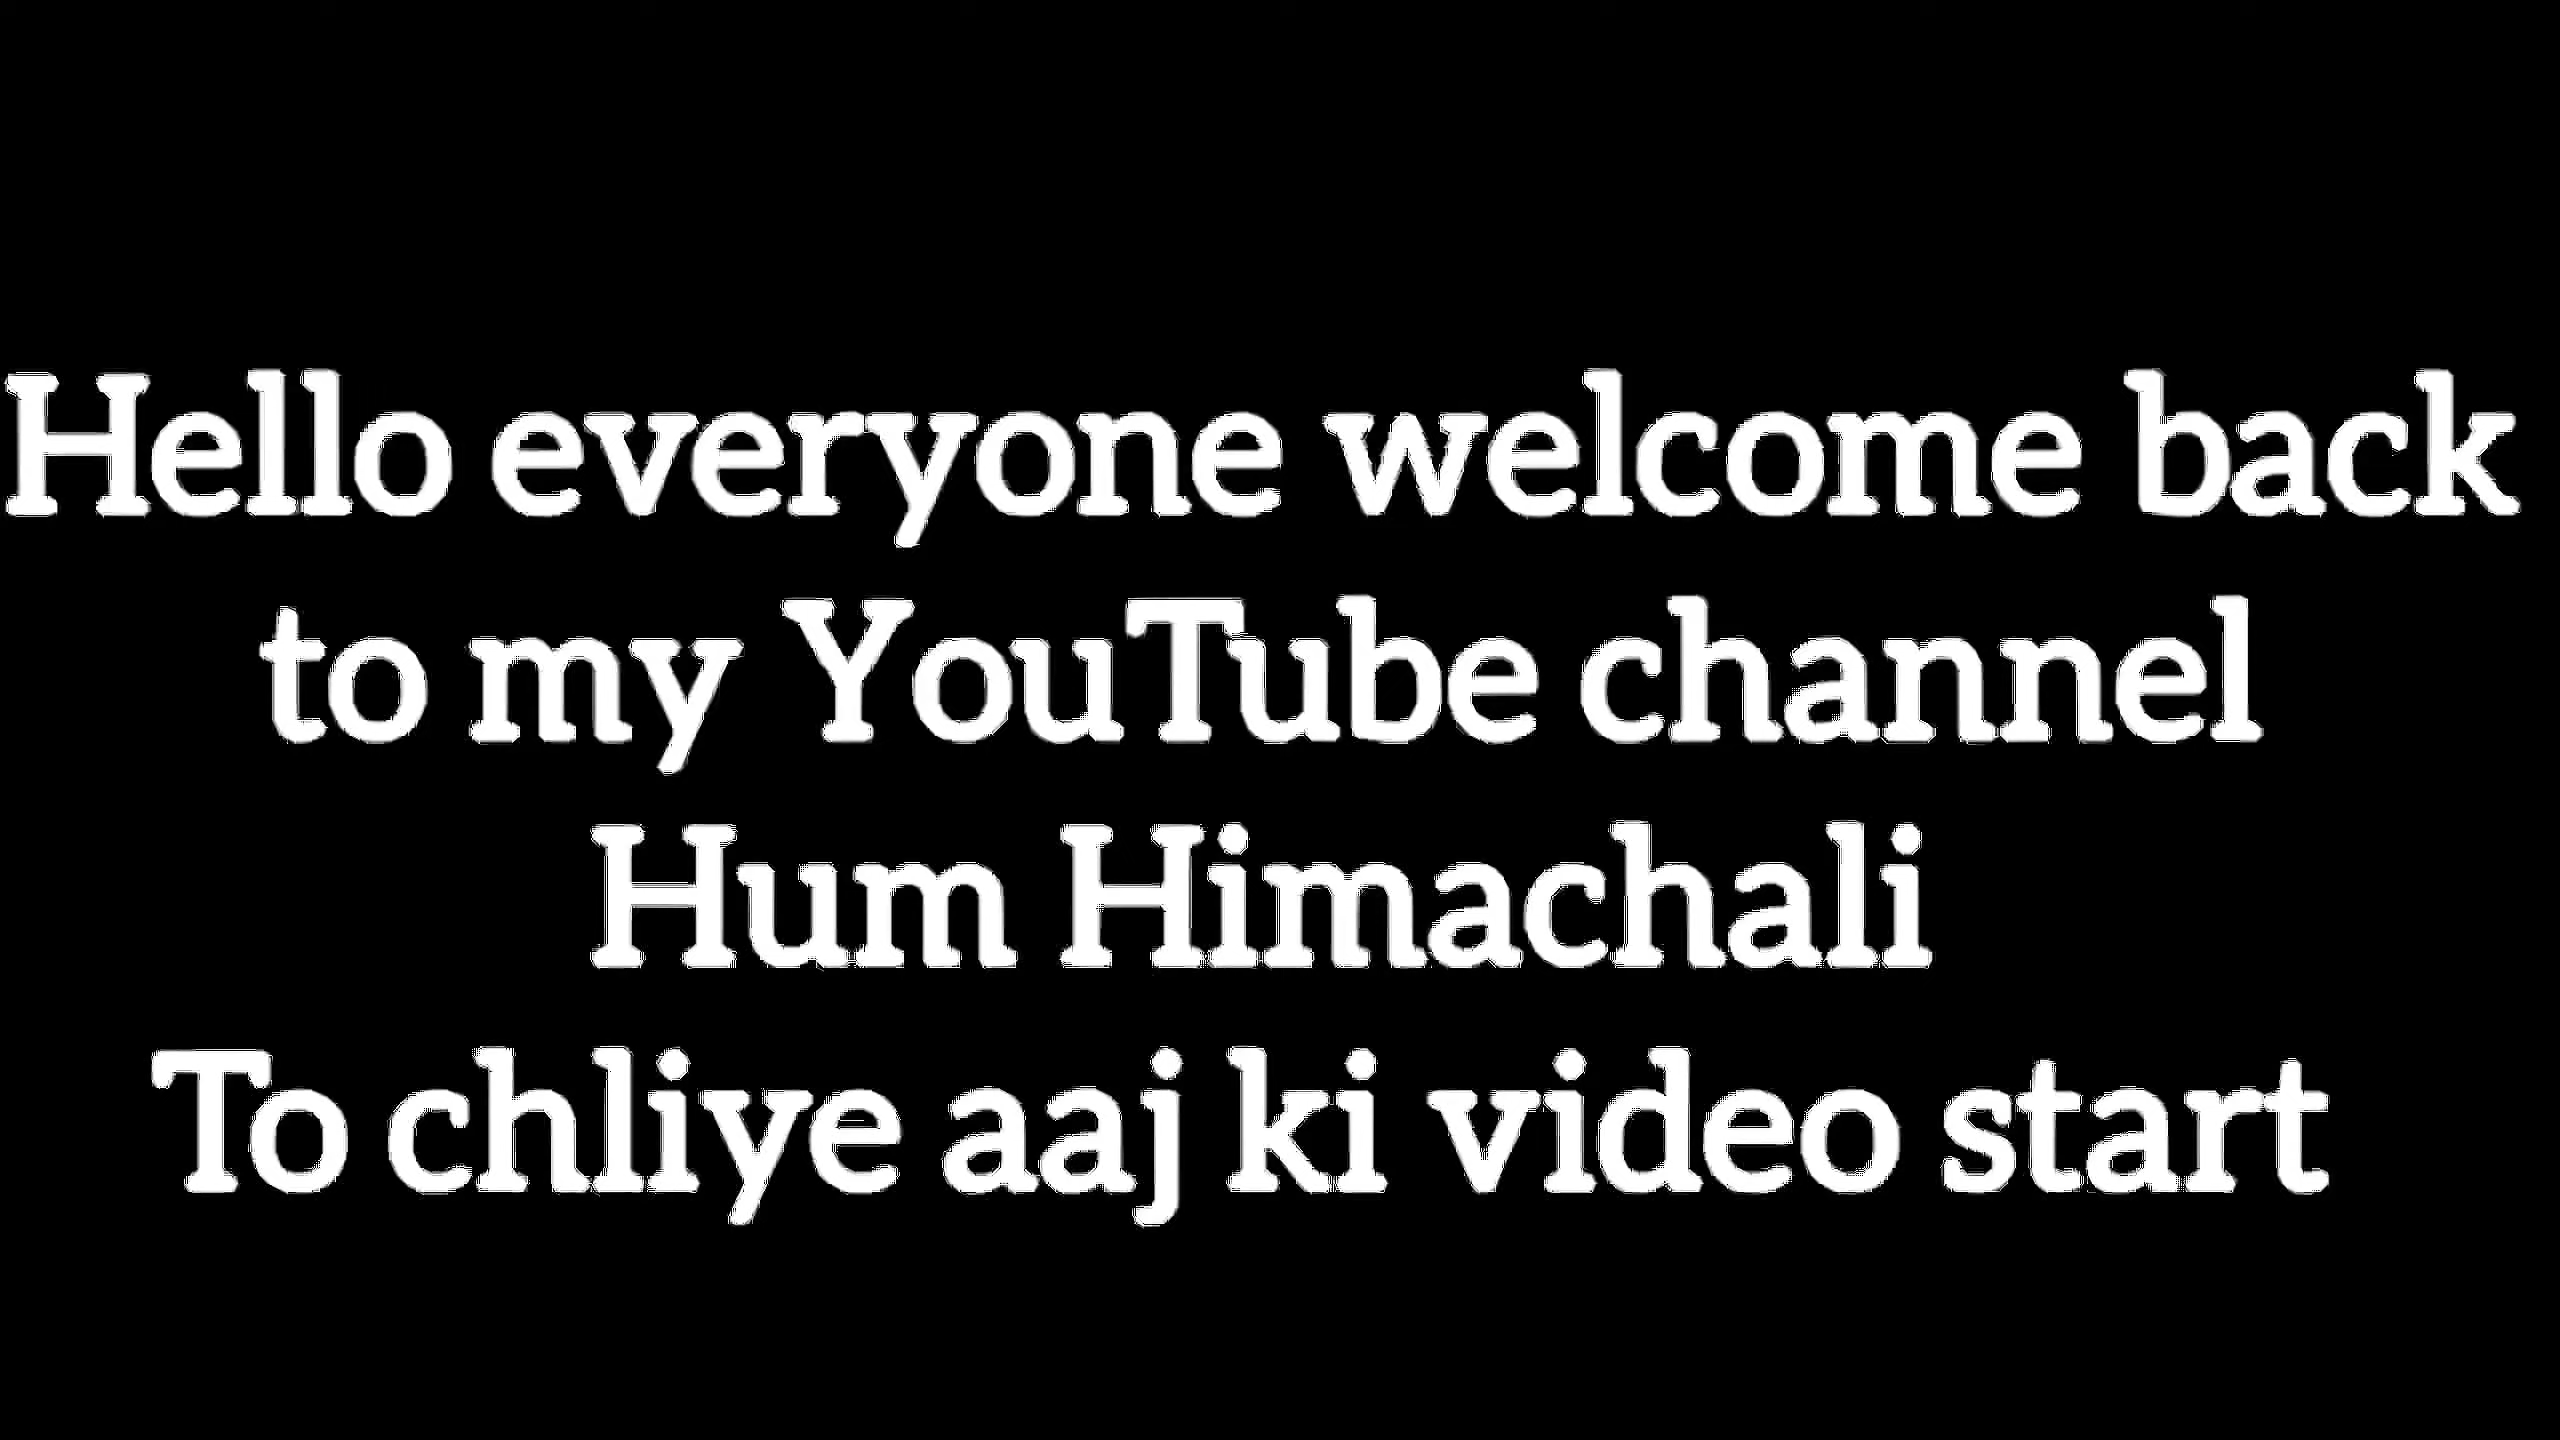 Hello everyone welcome back
to my YouTube channel
Hum Himachali
To chliye aaj ki video start